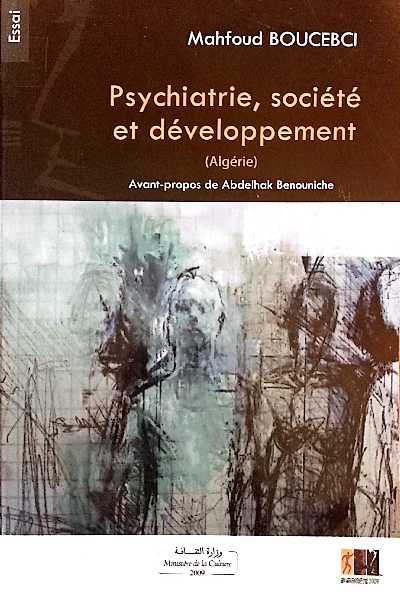 Essai
Mahfoud BOUCEBCI
Psychiatrie, société
et développement
(Algérie)
Avant-propos de Abdelhak Benouniche
وزارة الثقافة
Ministère de la Culture
2009